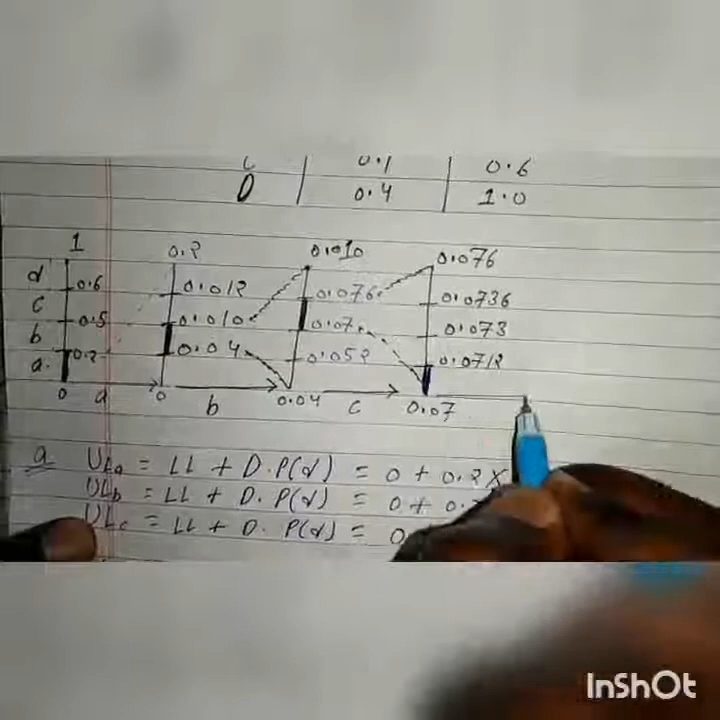 C | 0.1 | 0.6
D | 0.4 | 1.0
1 0.2 0.010 0.076
d 0.6 0.012 0.076 0.0736
c 0.5 0.010 0.07 0.073
b 0.2 0.04 0.052 0.0712
a
0 a 0 b 0.04 c 0.07
a ULa = LL + D.P(α) = 0 + 0.2X
ULb = LL + D.P(α) = 0 + 0.
ULc = LL + D.P(α) = 0
InShOt